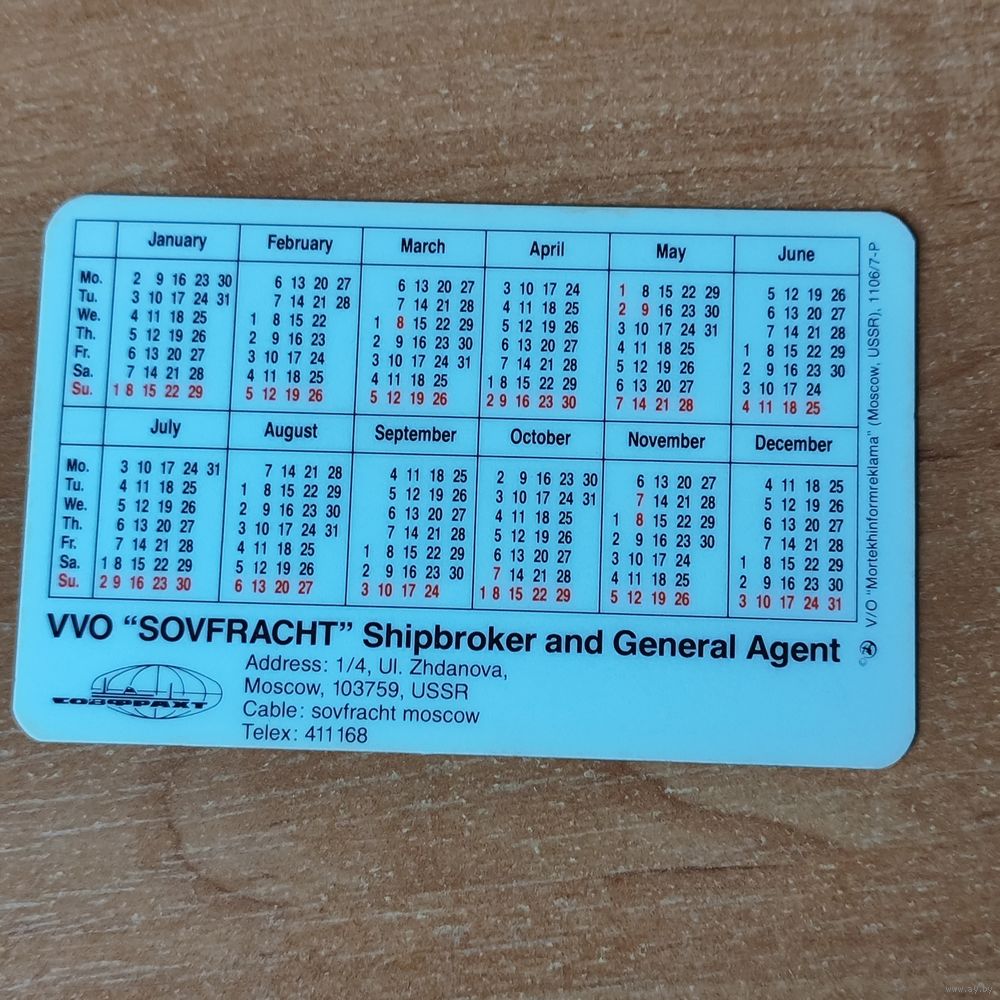 January February March April May June
Mo. 2 9 16 23 30 6 13 20 27 6 13 20 27 3 10 17 24 1 8 15 22 29 5 12 19 26
Tu. 3 10 17 24 31 7 14 21 28 7 14 21 28 4 11 18 25 2 9 16 23 30 6 13 20 27
We. 4 11 18 25 1 8 15 22 1 8 15 22 29 5 12 19 26 3 10 17 24 31 7 14 21 28
Th. 5 12 19 26 2 9 16 23 2 9 16 23 30 6 13 20 27 4 11 18 25 1 8 15 22 29
Fr. 6 13 20 27 3 10 17 24 3 10 17 24 31 7 14 21 28 5 12 19 26 2 9 16 23 30
Sa. 7 14 21 28 4 11 18 25 4 11 18 25 1 8 15 22 29 6 13 20 27 3 10 17 24
Su. 1 8 15 22 29 5 12 19 26 5 12 19 26 2 9 16 23 30 7 14 21 28 4 11 18 25
July August September October November December
Mo. 3 10 17 24 31 7 14 21 28 4 11 18 25 2 9 16 23 30 6 13 20 27 4 11 18 25
Tu. 4 11 18 25 1 8 15 22 29 5 12 19 26 3 10 17 24 31 7 14 21 28 5 12 19 26
We. 5 12 19 26 2 9 16 23 30 6 13 20 27 4 11 18 25 1 8 15 22 29 6 13 20 27
Th. 6 13 20 27 3 10 17 24 31 7 14 21 28 5 12 19 26 2 9 16 23 30 7 14 21 28
Fr. 7 14 21 28 4 11 18 25 1 8 15 22 29 6 13 20 27 3 10 17 24 1 8 15 22 29
Sa. 1 8 15 22 29 5 12 19 26 2 9 16 23 30 7 14 21 28 4 11 18 25 2 9 16 23 30
Su. 2 9 16 23 30 6 13 20 27 3 10 17 24 1 8 15 22 29 5 12 19 26 3 10 17 24 31
© V/O "Mortekhinformreklama" (Moscow, USSR), 1106/7-P
VVO “SOVFRACHT” Shipbroker and General Agent
СОВФРАХТ
Address: 1/4, Ul. Zhdanova,
Moscow, 103759, USSR
Cable: sovfracht moscow
Telex: 411168
www.ay.by